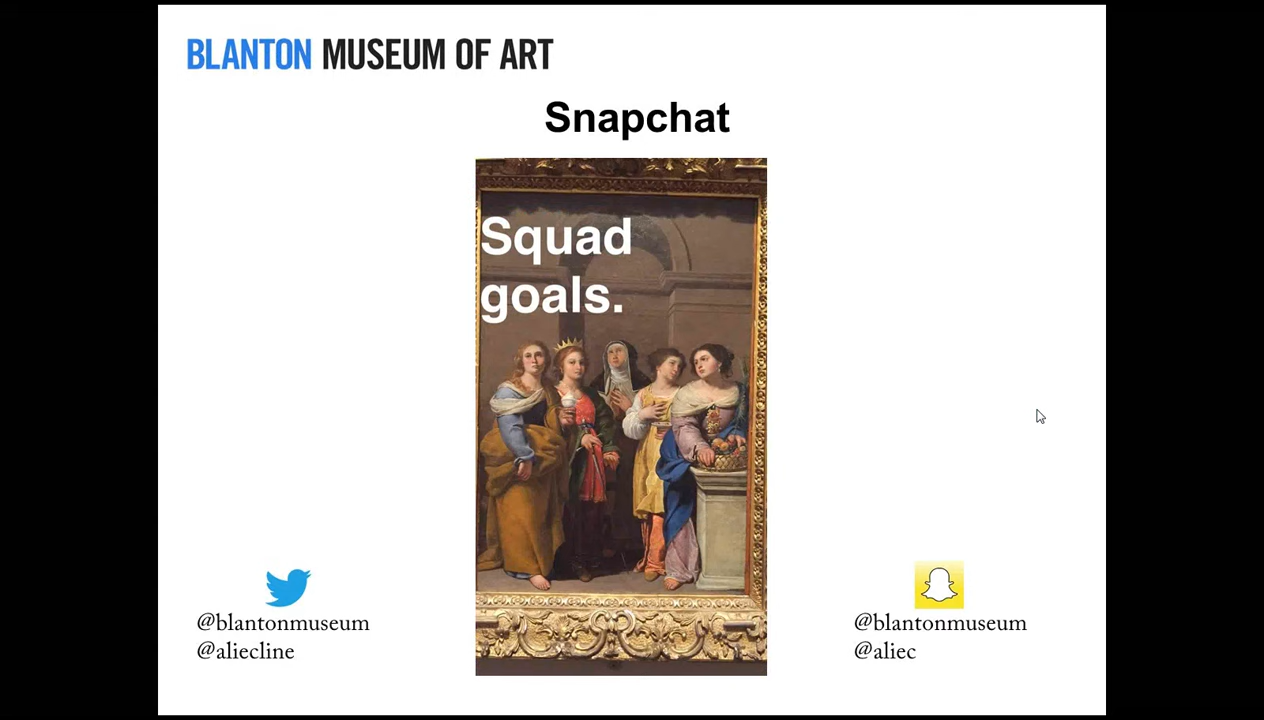 BLANTON MUSEUM OF ART
Snapchat
Squad
goals.
@blantonmuseum
@aliecline
@blantonmuseum
@aliec